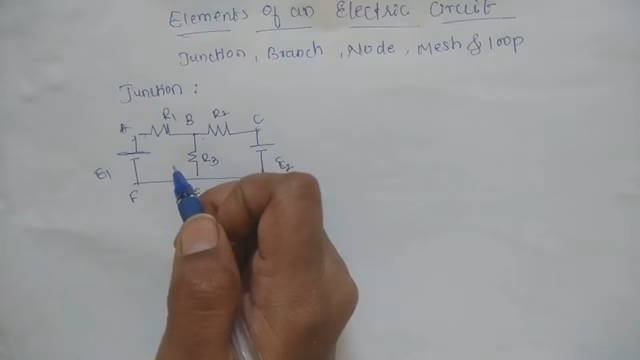 Elements of an Electric Circuit
Junction, Branch, Node, Mesh & loop
Junction :
R1 B R2
A C
R3
E1 E2
F